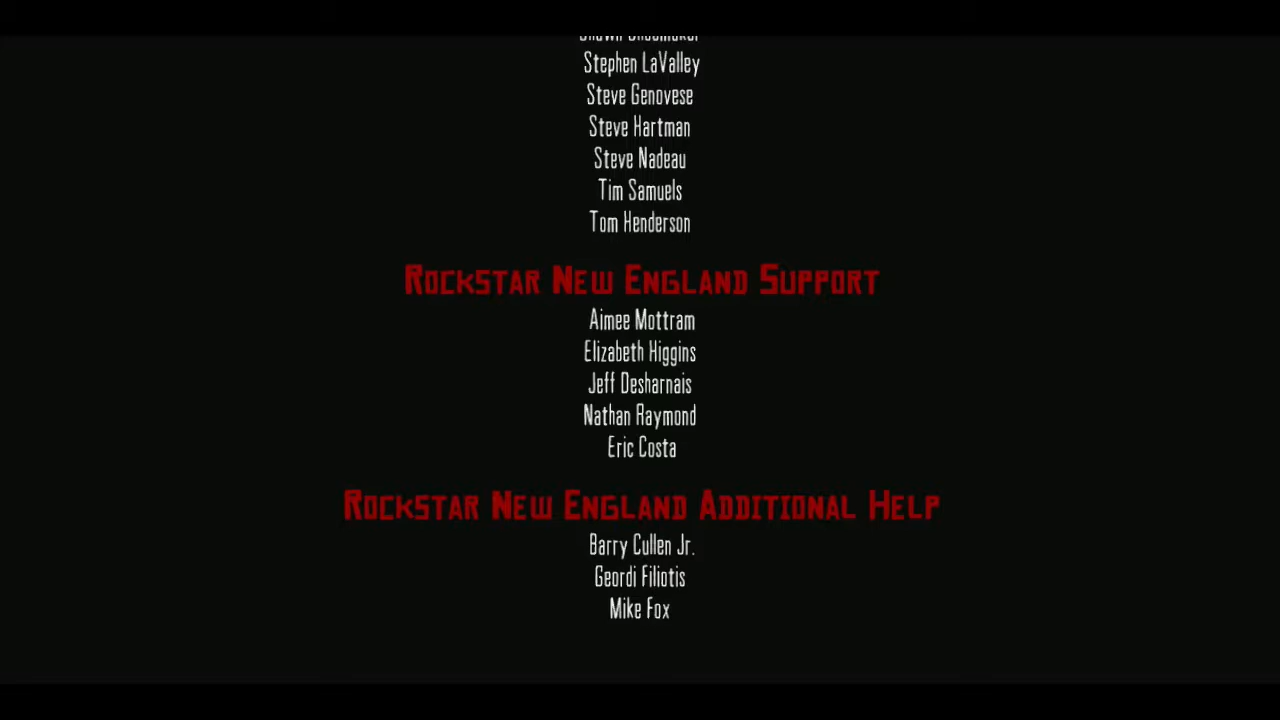 Stephen LaValley
Steve Genovese
Steve Hartman
Steve Nadeau
Tim Samuels
Tom Henderson
Rockstar New England Support
Aimee Mottram
Elizabeth Higgins
Jeff Desharnais
Nathan Raymond
Eric Costa
Rockstar New England Additional Help
Barry Cullen Jr.
Geordi Filiotis
Mike Fox